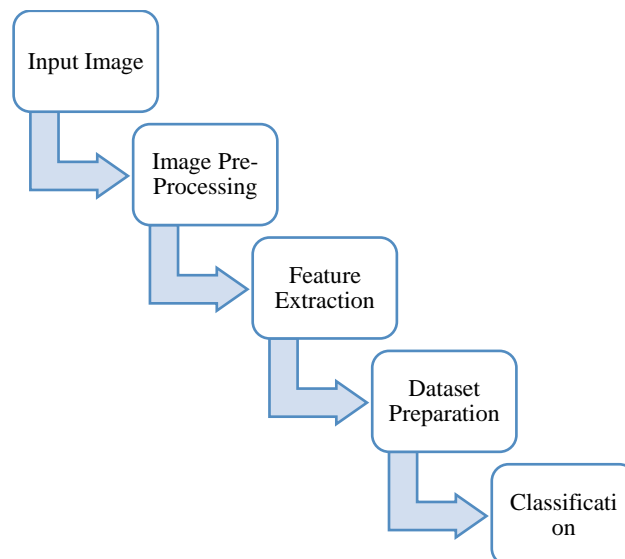 Input Image
Image Pre-
Processing
Feature
Extraction
Dataset
Preparation
Classificati
on